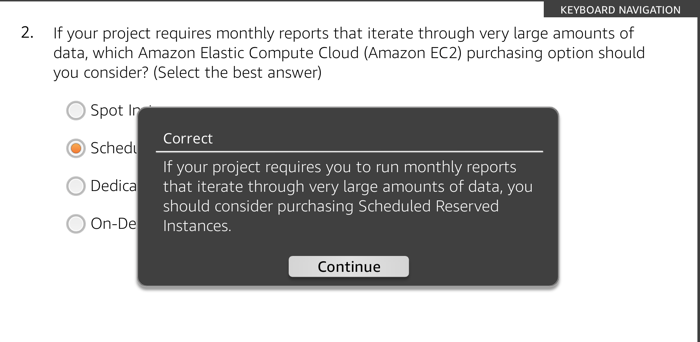 KEYBOARD NAVIGATION
2. If your project requires monthly reports that iterate through very large amounts of
data, which Amazon Elastic Compute Cloud (Amazon EC2) purchasing option should
you consider? (Select the best answer)
Spot In
Schedu
Dedica
On-De
Correct
If your project requires you to run monthly reports
that iterate through very large amounts of data, you
should consider purchasing Scheduled Reserved
Instances.
Continue